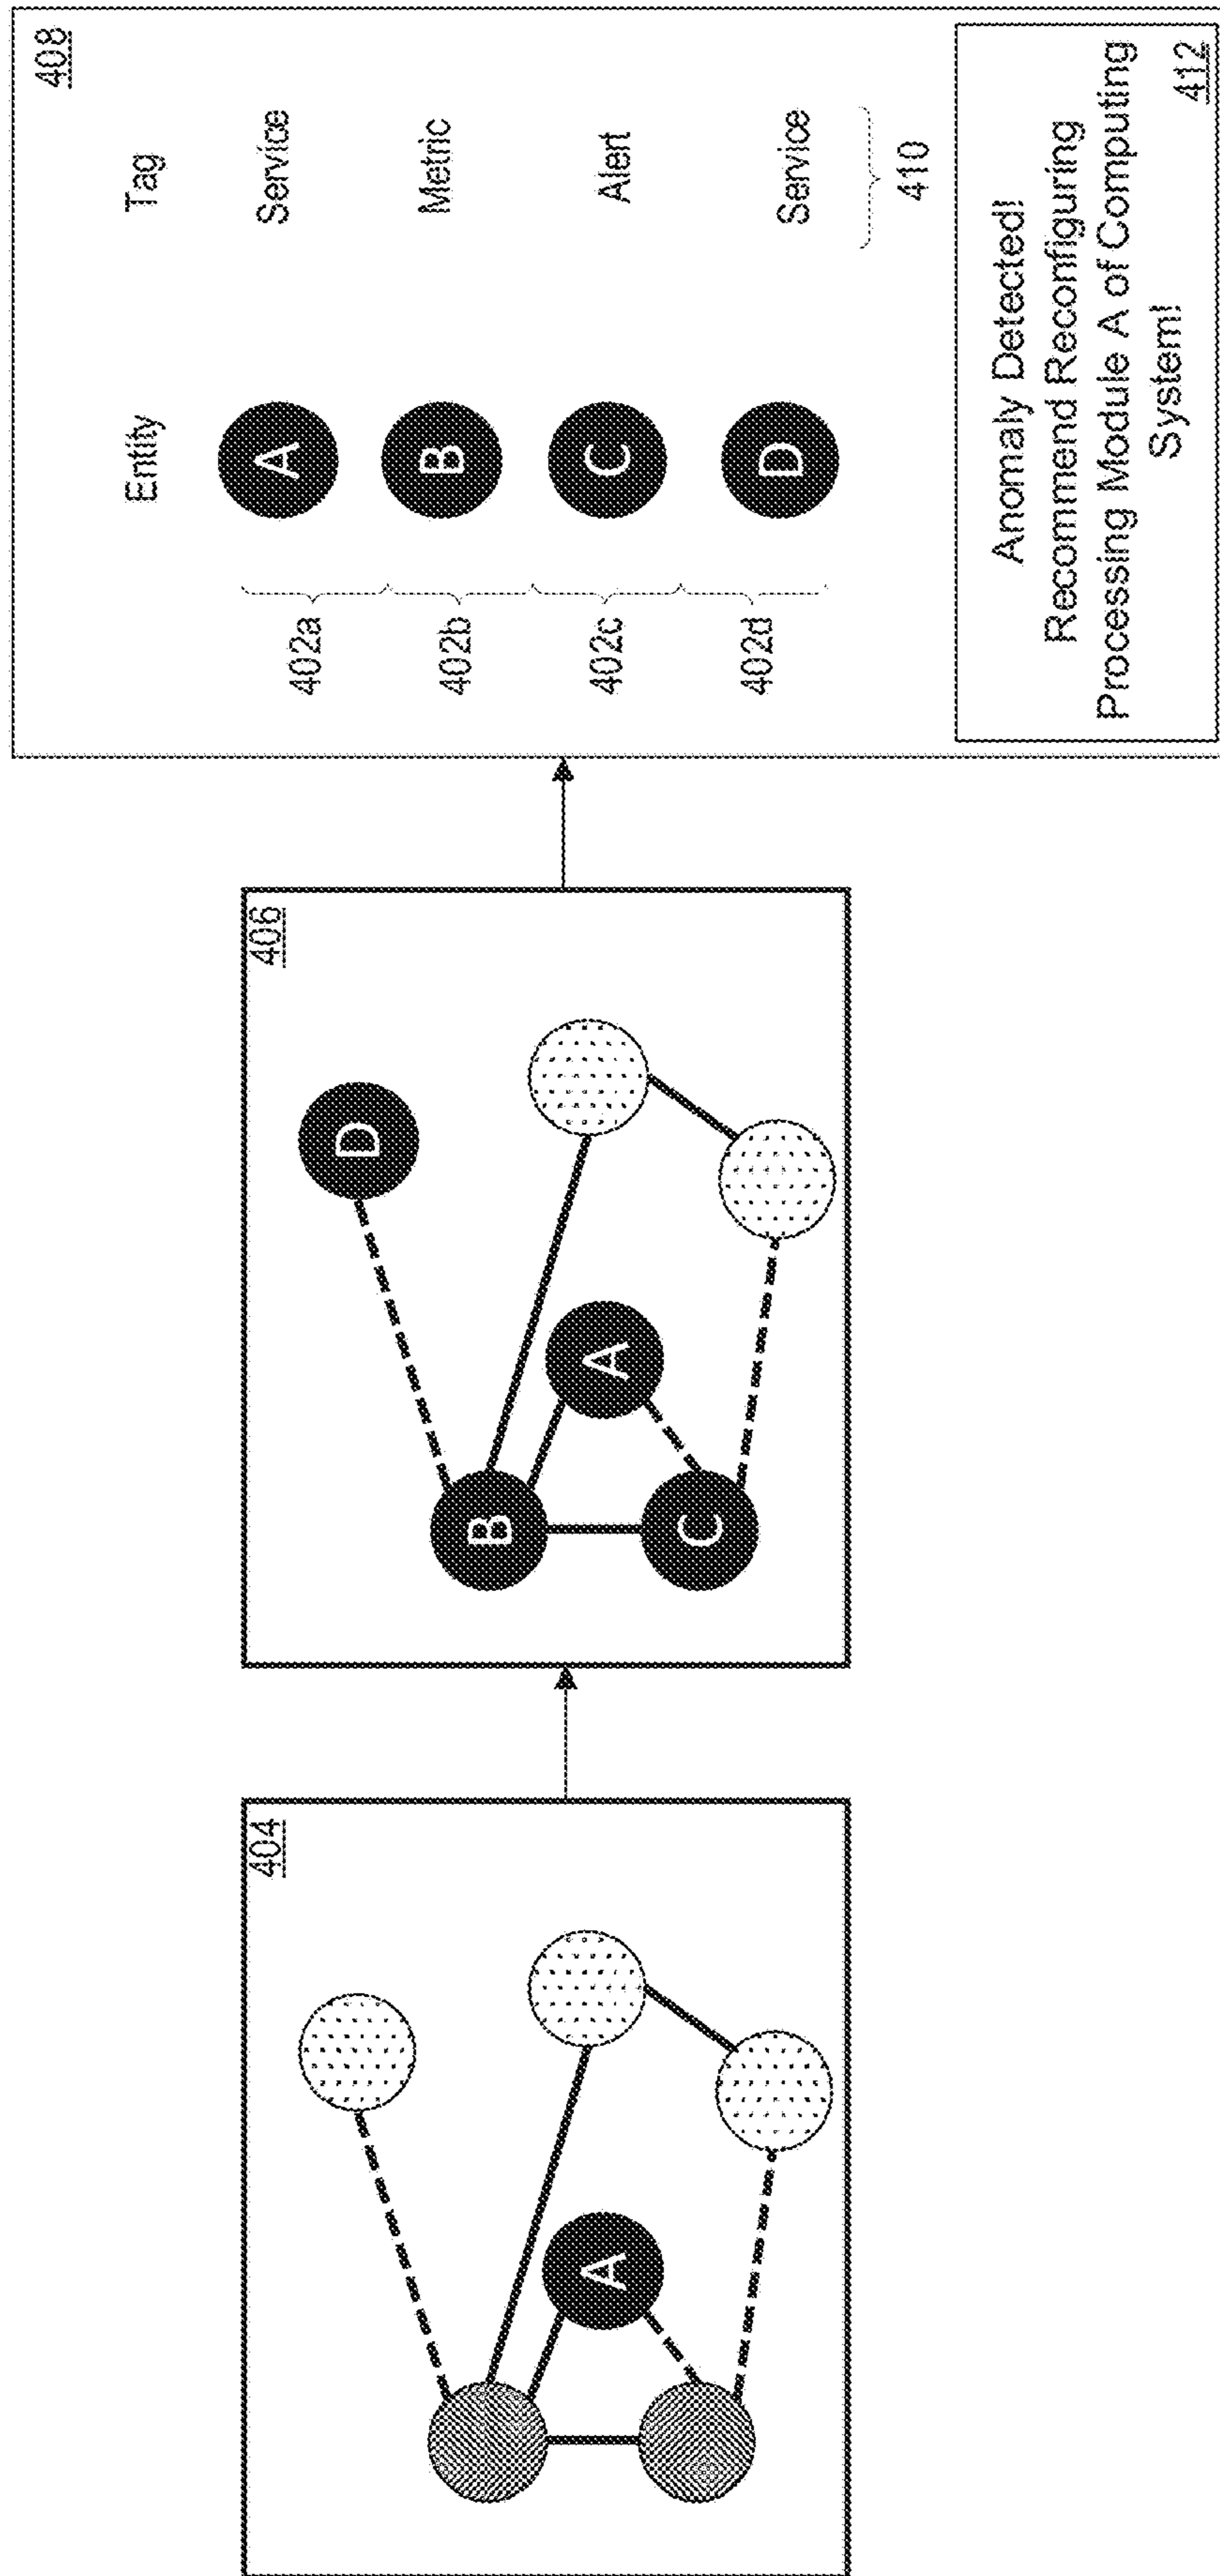 404
A
406
D
B
A
C
408
Entity Tag
402a A Service
402b B Metric
402c C Alert
402d D Service
410
Anomaly Detected!
Recommend Reconfiguring
Processing Module A of Computing
System!
412